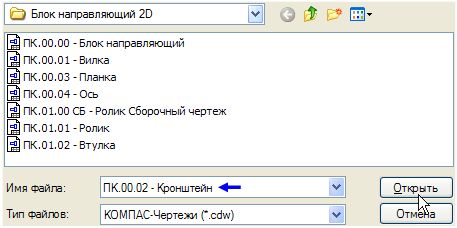 Блок направляющий 2D
ПК.00.00 - Блок направляющий
ПК.00.01 - Вилка
ПК.00.03 - Планка
ПК.00.04 - Ось
ПК.01.00 СБ - Ролик Сборочный чертеж
ПК.01.01 - Ролик
ПК.01.02 - Втулка
Имя файла: ПК.00.02 - Кронштейн Открыть
Тип файлов: КОМПАС-Чертежи (*.cdw) Отмена